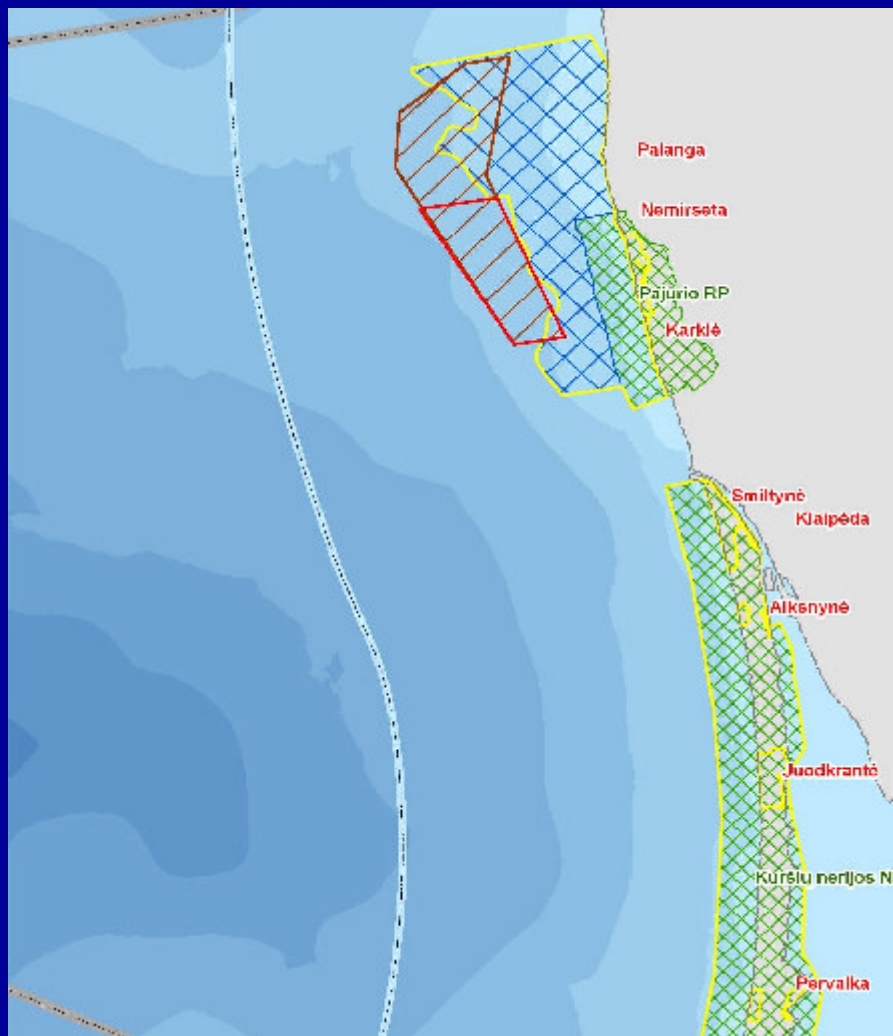 Palanga
Nemirseta
Pajūrio RP
Karklė
Smiltynė
Klaipėda
Alksnynė
Juodkrantė
Kuršių nerijos N
Pervalka